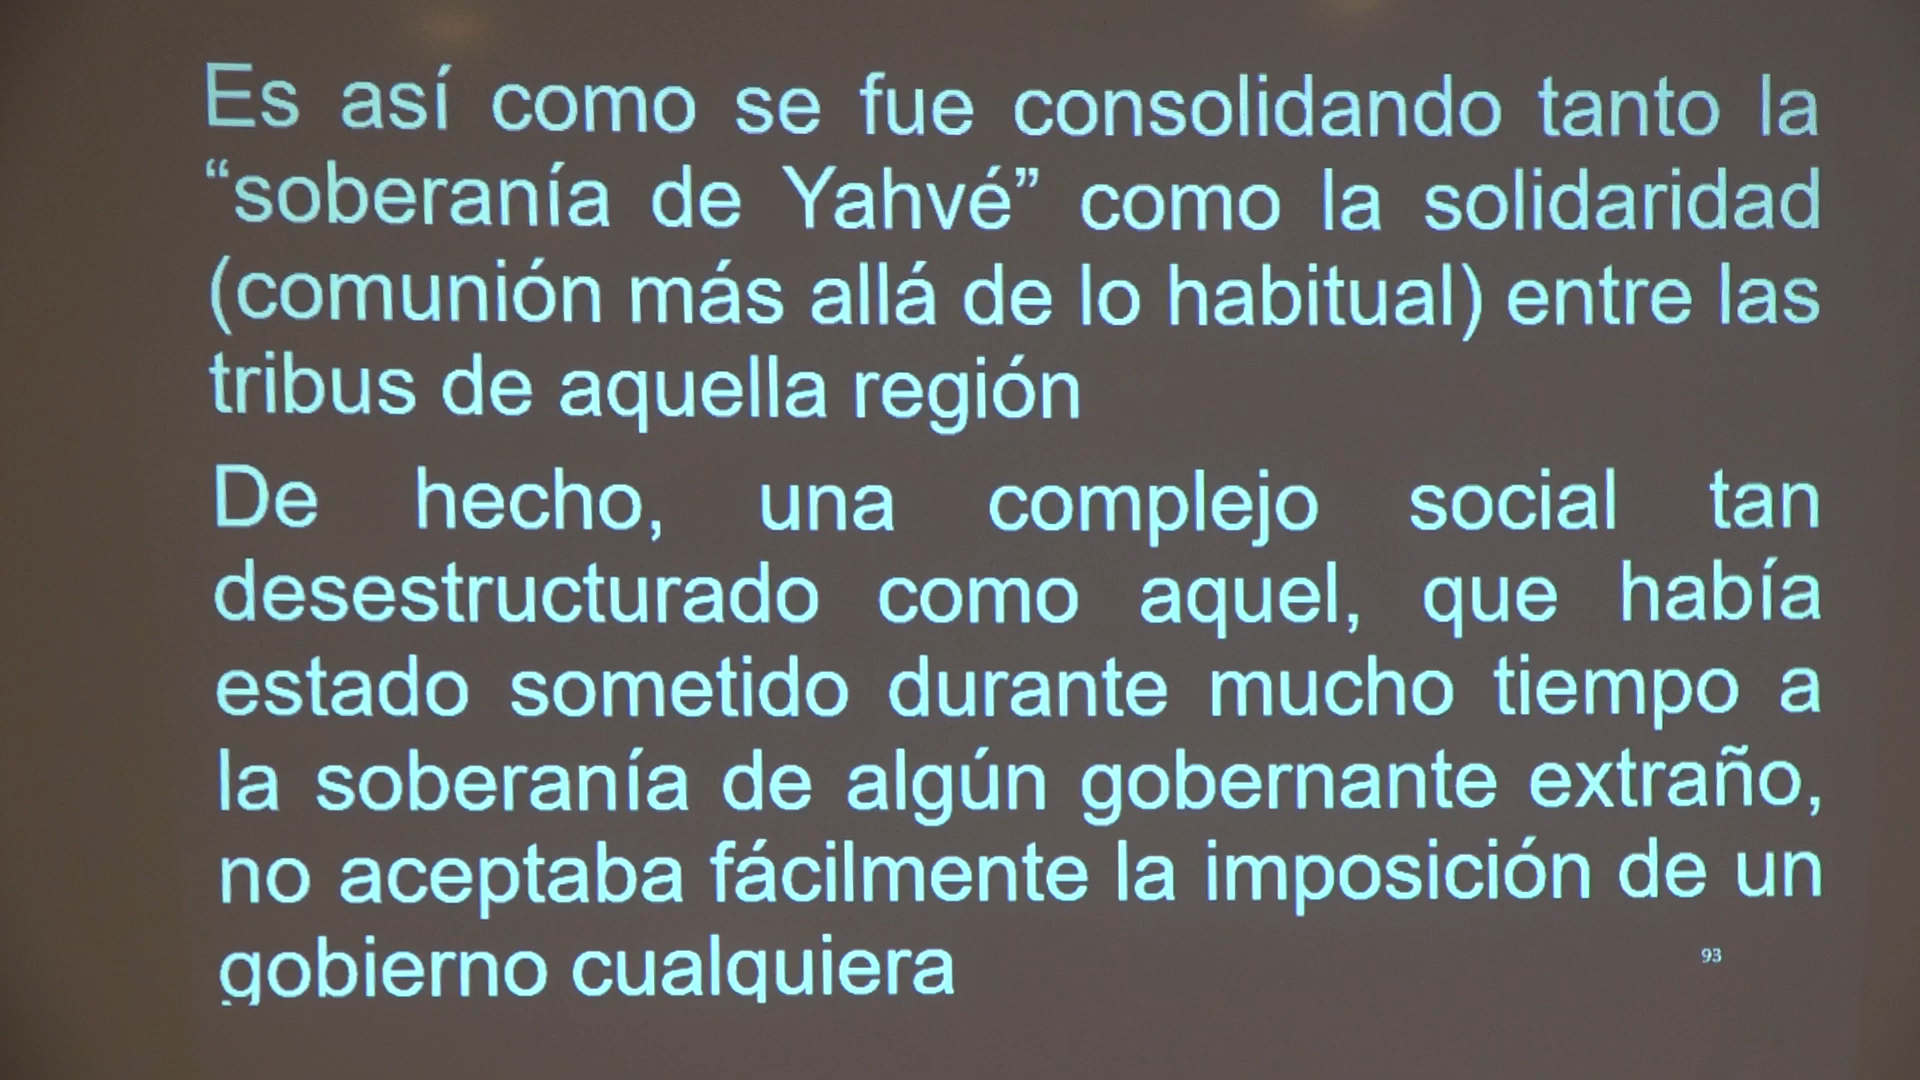 Es así como se fue consolidando tanto la
“soberanía de Yahvé” como la solidaridad
(comunión más allá de lo habitual) entre las
tribus de aquella región
De hecho, una complejo social tan
desestructurado como aquel, que había
estado sometido durante mucho tiempo a
la soberanía de algún gobernante extraño,
no aceptaba fácilmente la imposición de un
gobierno cualquiera
93